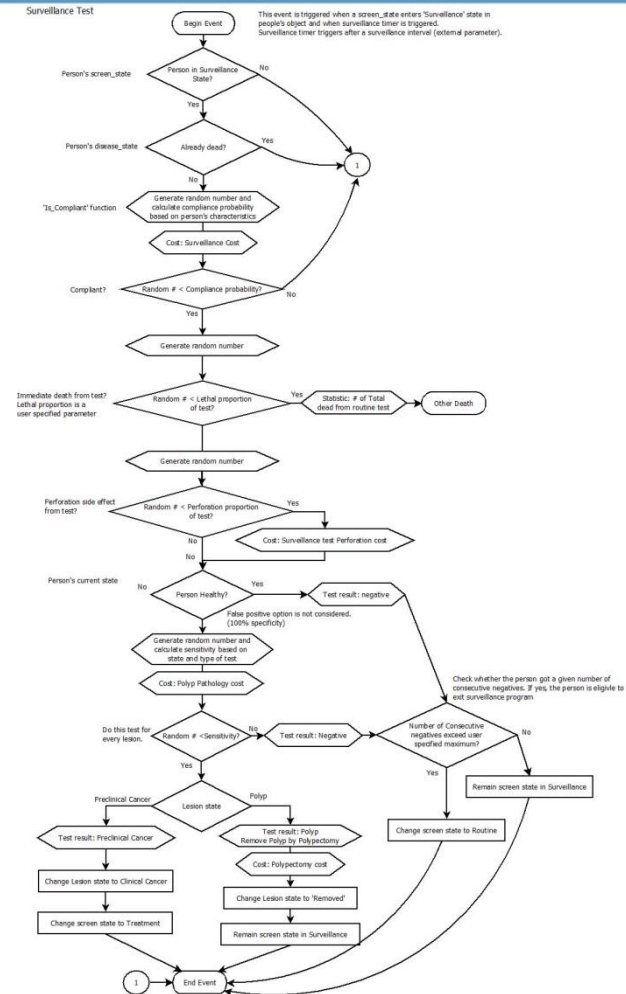 Surveillance Test
This event is triggered when a screen_state enters 'Surveillance' state in
people's object and when surveillance timer is triggered.
Surveillance timer triggers after a surveillance interval (external parameter).
Begin Event
Person's screen_state
Person in Surveillance
State?
No
Yes
Person's disease_state
Already dead?
Yes
1
No
'Is_Compliant' function
Generate random number and
calculate compliance probability
based on person's characteristics
Cost: Surveillance Cost
Compliant?
Random # < Compliance probability?
No
Yes
Generate random number
Immediate death from test?
Lethal proportion is a
user specified parameter
Random # < Lethal proportion
of test?
Yes
Statistic: # of Total
dead from routine test
Other Death
Generate random number
Perforation side effect
from test?
Random # < Perforation proportion
of test?
Yes
No
Cost: Surveillance test Perforation cost
No
Person's current state
No
Person Healthy?
Yes
Test result: negative
False positive option is not considered.
(100% specificity)
Generate random number and
calculate sensitivity based on
state and type of test
Cost: Polyp Pathology cost
Check whether the person got a given number of
consecutive negatives. If yes, the person is eligivle to
exit surveillance program
Do this test for
every lesion.
Random # <Sensitivity?
No
Test result: Negative
Number of Consecutive
negatives exceed user
specified maximum?
No
Yes
Yes
Remain screen state in Surveillance
Preclinical Cancer
Lesion state
Polyp
Test result: Preclinical Cancer
Test result: Polyp
Remove Polyp by Polypectomy
Change screen state to Routine
Cost: Polypectomy cost
Change Lesion state to Clinical Cancer
Change Lesion state to 'Removed'
Change screen state to Treatment
Remain screen state in Surveillance
1
End Event